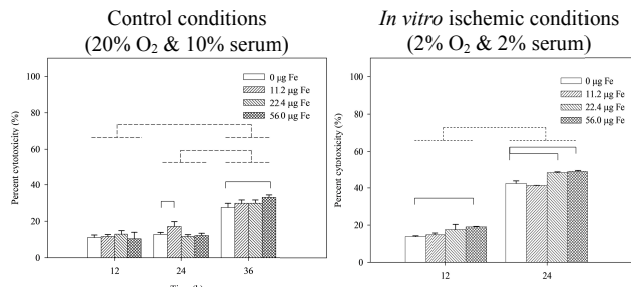 Control conditions
(20% O₂ & 10% serum)
Percent cytotoxicity (%)
100
80
60
40
20
0
0 µg Fe
11.2 µg Fe
22.4 µg Fe
56.0 µg Fe
12
24
36
In vitro ischemic conditions
(2% O₂ & 2% serum)
Percent cytotoxicity (%)
100
80
60
40
20
0
0 µg Fe
11.2 µg Fe
22.4 µg Fe
56.0 µg Fe
12
24